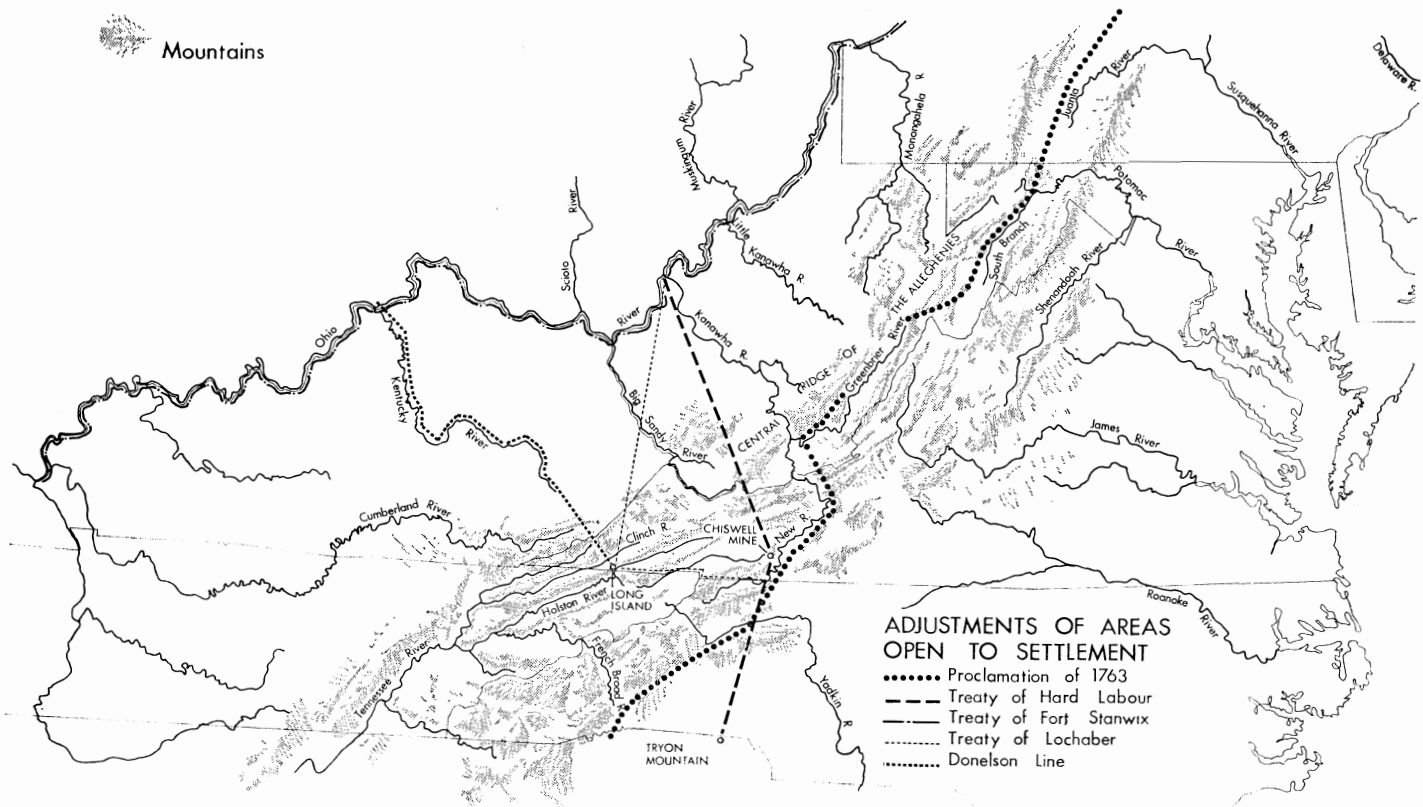 Mountains
Delaware R.
Juanta River
Susquehanna River
Monongahela R
Muskingum River
Potomac
River
Scioto River
Little
Kanawha R.
THE ALLEGHENIES
South Branch
Shenandoah River
River
Kanawha R.
Ohio
RIDGE OF
Greenbrier River
Kentucky
River
Big
Sandy
River
CENTRAL
James River
Cumberland River
Clinch R.
CHISWELL
MINE
New R.
LONG
ISLAND
Holston River
Roanoke
River
French Broad
Tennessee River
Yadkin R.
TRYON
MOUNTAIN
ADJUSTMENTS OF AREAS
OPEN TO SETTLEMENT
Proclamation of 1763
Treaty of Hard Labour
Treaty of Fort Stanwix
Treaty of Lochaber
Donelson Line